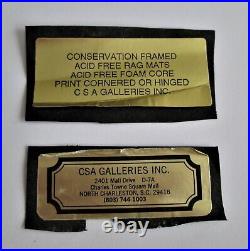 CONSERVATION FRAMED
ACID FREE RAG MATS
ACID FREE FOAM CORE
PRINT CORNERED OR HINGED
C S A GALLERIES INC.
CSA GALLERIES INC.
2401 Mall Drive D-7A
Charles Towne Square Mall
NORTH CHARLESTON, S.C. 29418
(803) 744-1003
ebay